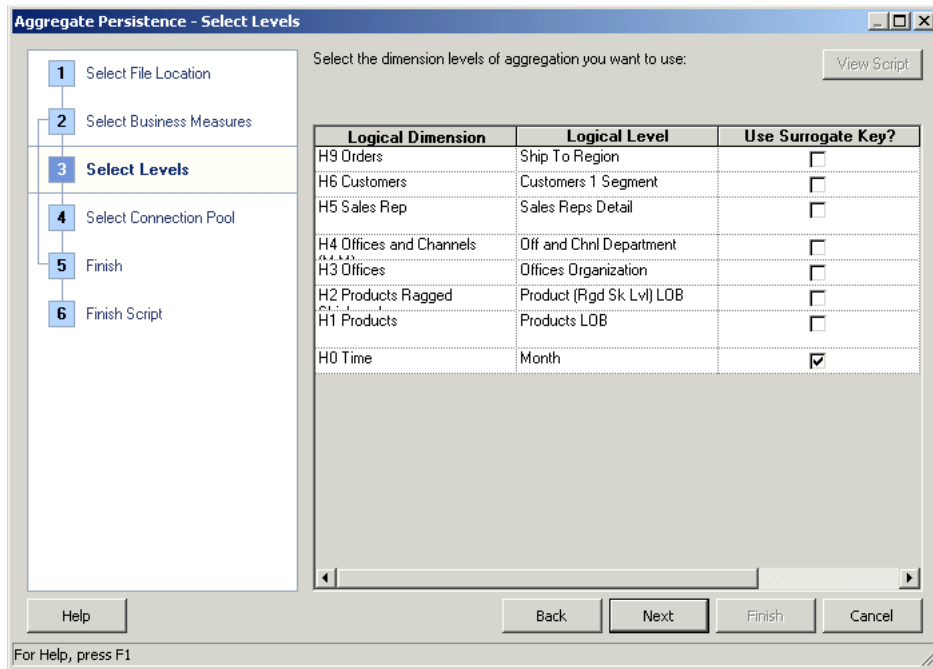 Aggregate Persistence - Select Levels
1 Select File Location
2 Select Business Measures
3 Select Levels
4 Select Connection Pool
5 Finish
6 Finish Script
Select the dimension levels of aggregation you want to use:
View Script
Logical Dimension Logical Level Use Surrogate Key?
H9 Orders Ship To Region
H6 Customers Customers 1 Segment
H5 Sales Rep Sales Reps Detail
H4 Offices and Channels Off and Chnl Department
H3 Offices Offices Organization
H2 Products Ragged Product (Rgd Sk Lvl) LOB
H1 Products Products LOB
H0 Time Month
Help Back Next Finish Cancel
For Help, press F1